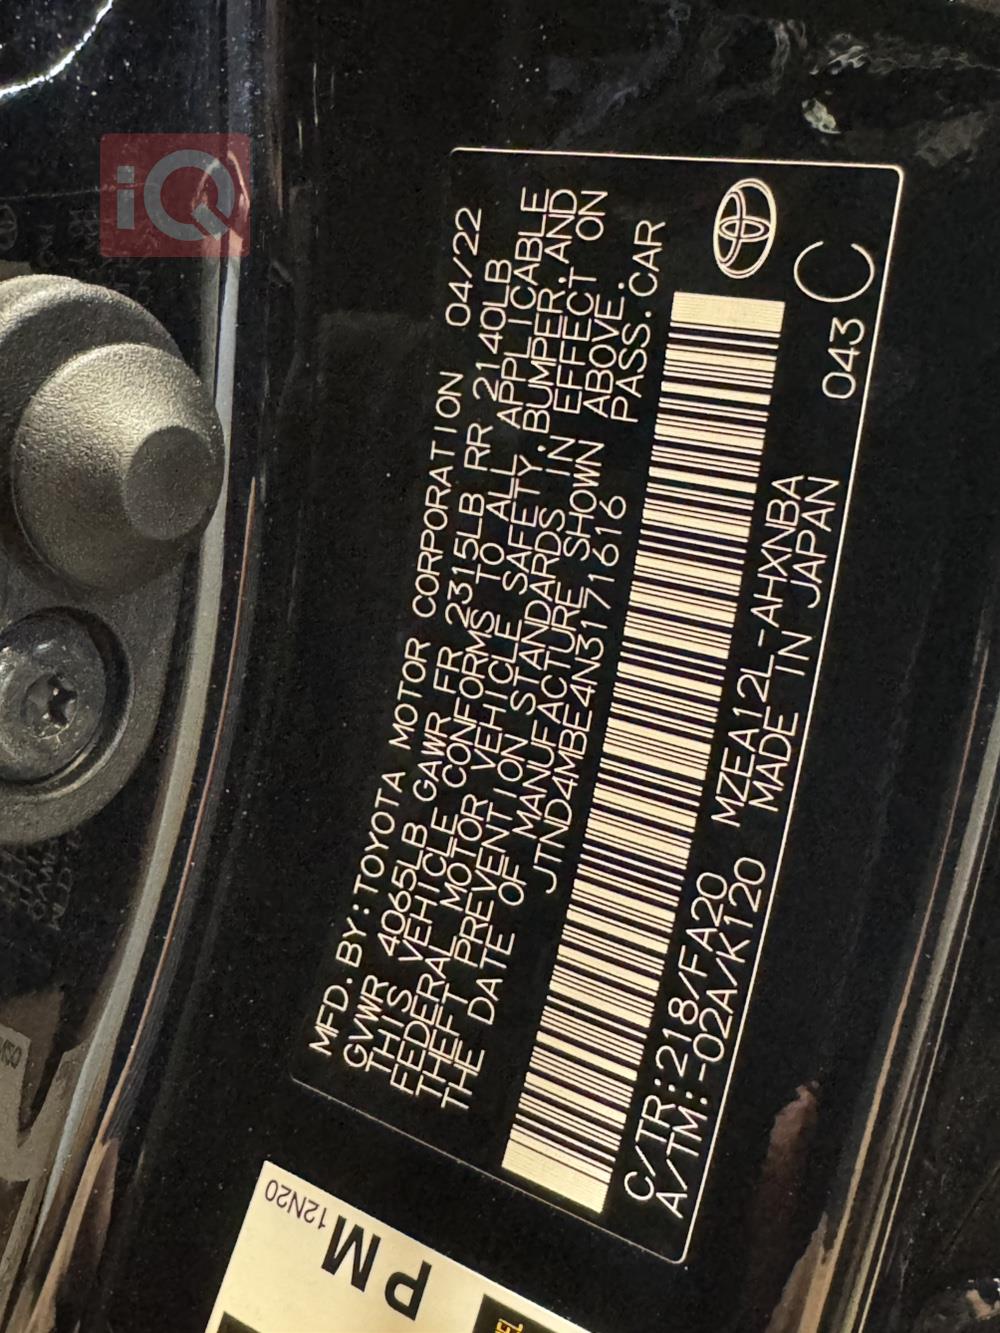 iQ
MFD. BY: TOYOTA MOTOR CORPORATION 04/22
GVWR 4065LB GAWR FR 2315LB RR 2140LB
THIS VEHICLE CONFORMS TO ALL APPLICABLE
FEDERAL MOTOR VEHICLE SAFETY, BUMPER, AND
THEFT PREVENTION STANDARDS IN EFFECT ON
THE DATE OF MANUFACTURE SHOWN ABOVE.
JTND4MBE4N3171616 PASS. CAR
C/TR:218/FA20 MZEA12L-AHXNBA
A/TM:-02A/K120 MADE IN JAPAN 043 C
12N20
PM